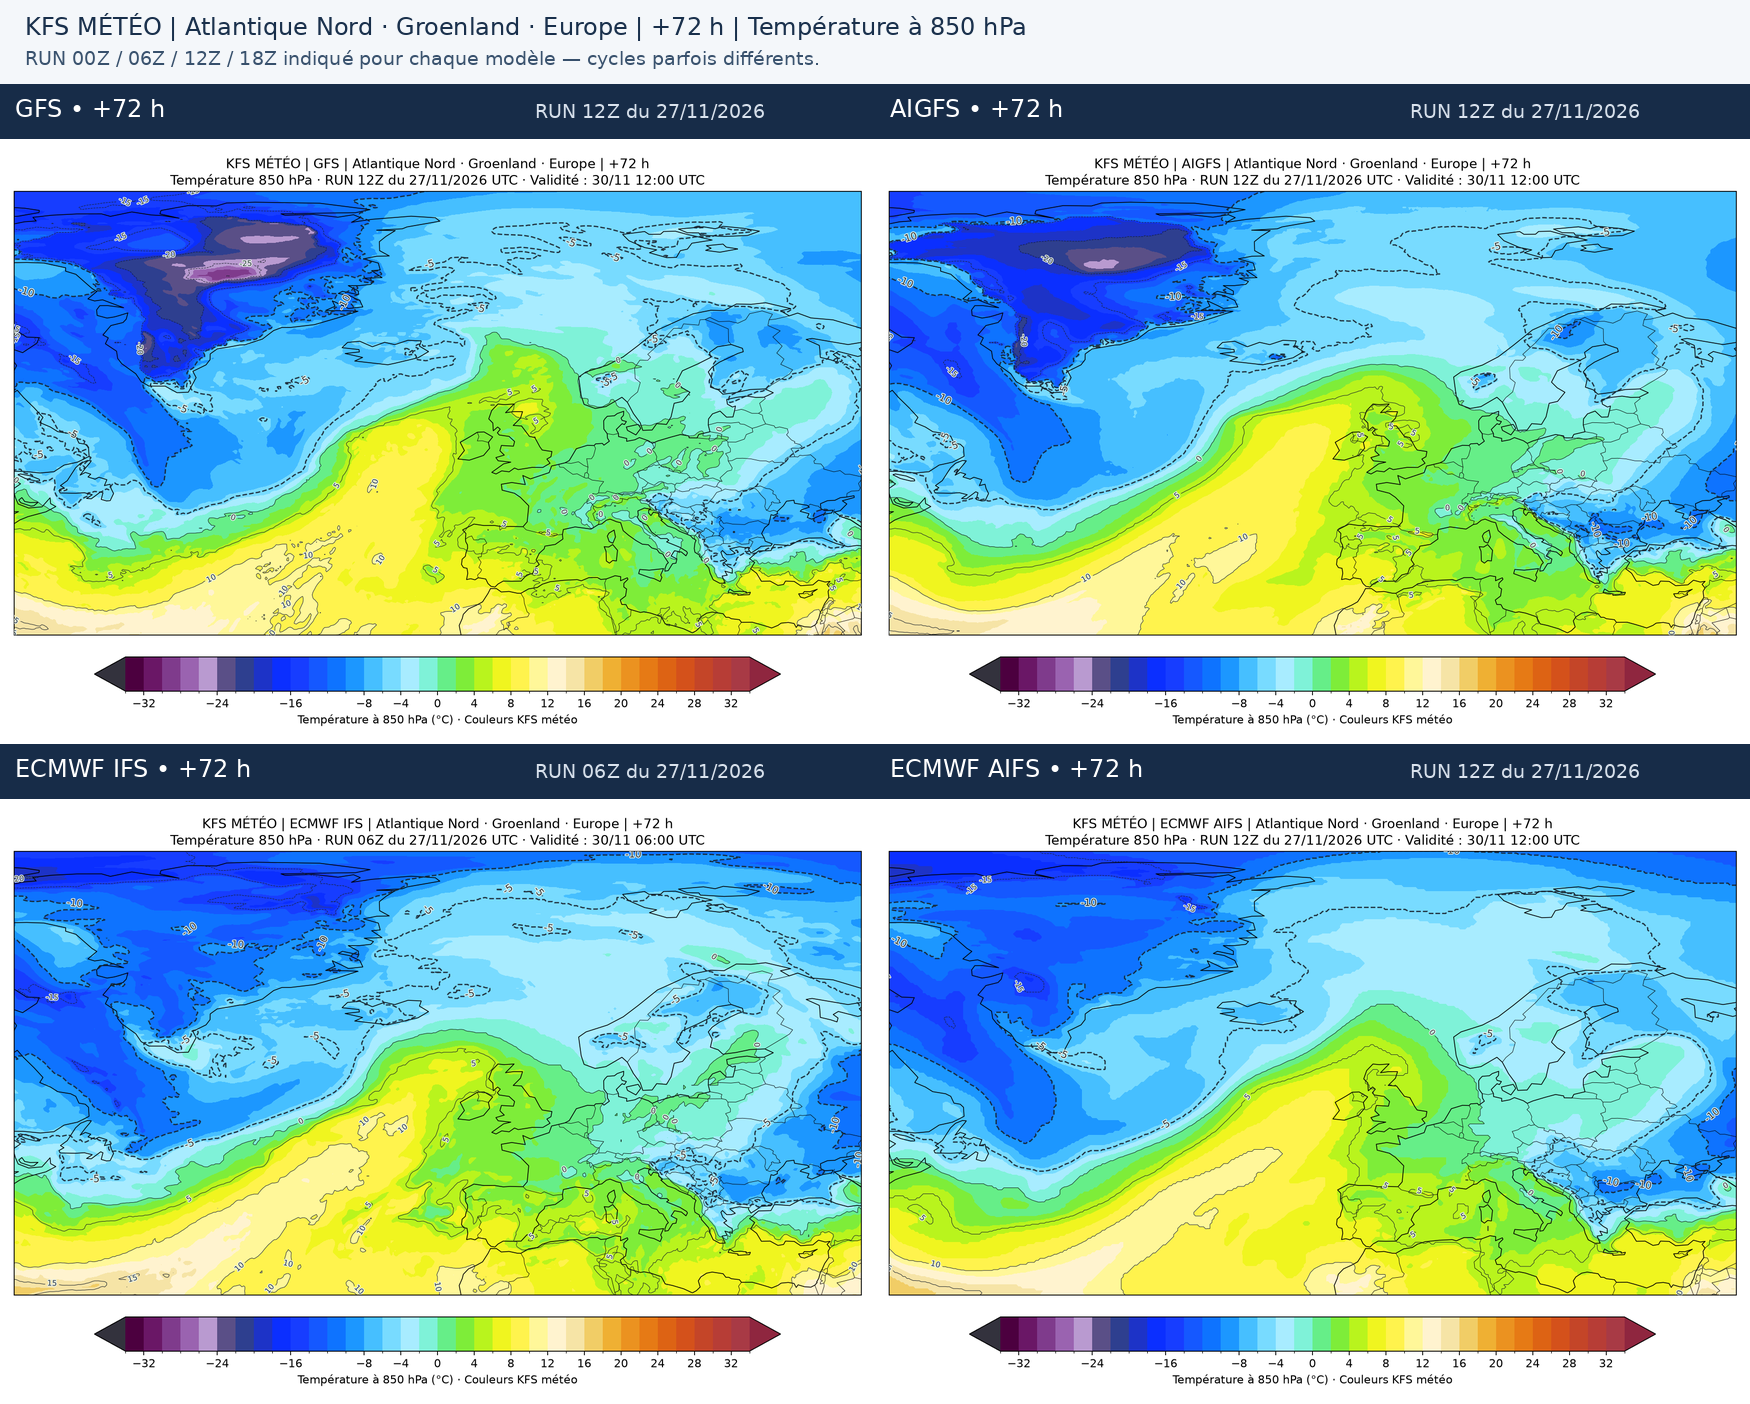 KFS MÉTÉO | Atlantique Nord · Groenland · Europe | +72 h | Température à 850 hPa
RUN 00Z / 06Z / 12Z / 18Z indiqué pour chaque modèle — cycles parfois différents.
GFS • +72 h
RUN 12Z du 27/11/2026
AIGFS • +72 h
RUN 12Z du 27/11/2026
KFS MÉTÉO | GFS | Atlantique Nord · Groenland · Europe | +72 h
Température 850 hPa · RUN 12Z du 27/11/2026 UTC · Validité : 30/11 12:00 UTC
KFS MÉTÉO | AIGFS | Atlantique Nord · Groenland · Europe | +72 h
Température 850 hPa · RUN 12Z du 27/11/2026 UTC · Validité : 30/11 12:00 UTC
−32 −24 −16 −8 −4 0 4 8 12 16 20 24 28 32
Température à 850 hPa (°C) · Couleurs KFS météo
−32 −24 −16 −8 −4 0 4 8 12 16 20 24 28 32
Température à 850 hPa (°C) · Couleurs KFS météo
ECMWF IFS • +72 h
RUN 06Z du 27/11/2026
ECMWF AIFS • +72 h
RUN 12Z du 27/11/2026
KFS MÉTÉO | ECMWF IFS | Atlantique Nord · Groenland · Europe | +72 h
Température 850 hPa · RUN 06Z du 27/11/2026 UTC · Validité : 30/11 06:00 UTC
KFS MÉTÉO | ECMWF AIFS | Atlantique Nord · Groenland · Europe | +72 h
Température 850 hPa · RUN 12Z du 27/11/2026 UTC · Validité : 30/11 12:00 UTC
−32 −24 −16 −8 −4 0 4 8 12 16 20 24 28 32
Température à 850 hPa (°C) · Couleurs KFS météo
−32 −24 −16 −8 −4 0 4 8 12 16 20 24 28 32
Température à 850 hPa (°C) · Couleurs KFS météo